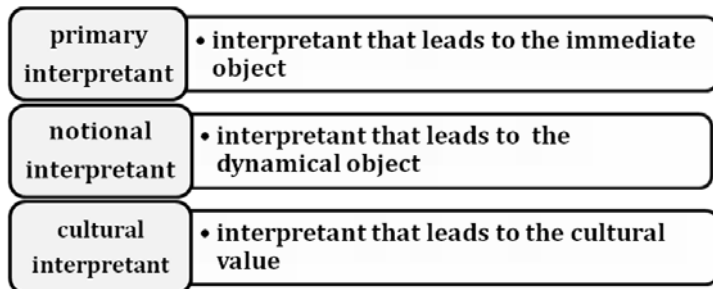 primary
interpretant
• interpretant that leads to the immediate
object
notional
interpretant
• interpretant that leads to the
dynamical object
cultural
interpretant
• interpretant that leads to the cultural
value